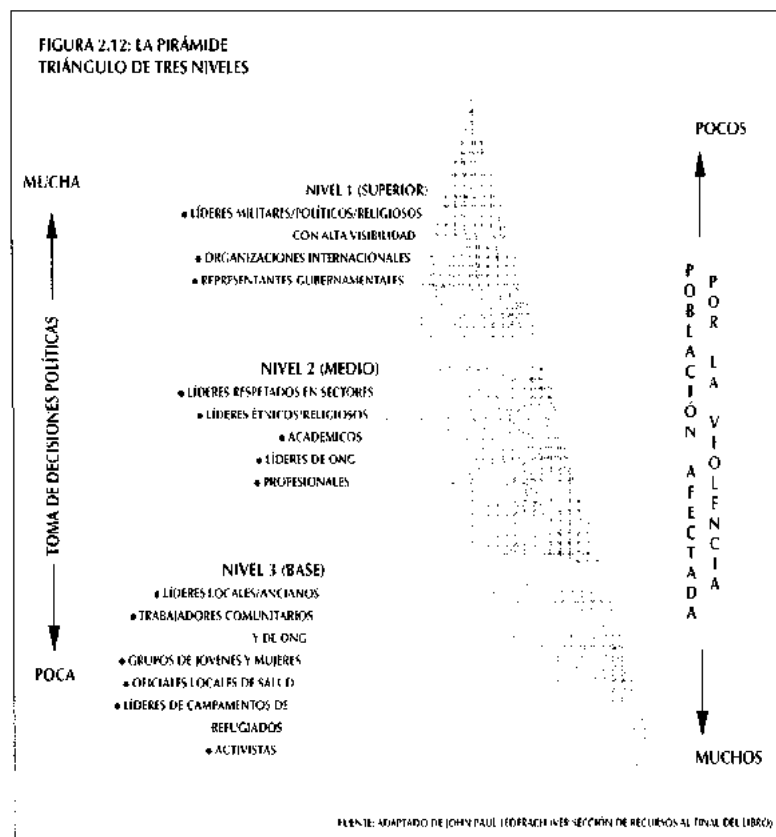 FIGURA 2.12: LA PIRÁMIDE
TRIÁNGULO DE TRES NIVELES
POCOS
MUCHA
NIVEL 1 (SUPERIOR)
• LÍDERES MILITARES/POLÍTICOS/RELIGIOSOS
CON ALTA VISIBILIDAD
• ORGANIZACIONES INTERNACIONALES
• REPRESENTANTES GUBERNAMENTALES
TOMA DE DECISIONES POLÍTICAS
POBLACIÓN AFECTADA
POR LA VIOLENCIA
NIVEL 2 (MEDIO)
• LÍDERES RESPETADOS EN SECTORES
• LÍDERES ÉTNICOS/RELIGIOSOS
• ACADEMICOS
• LÍDERES DE ONG
• PROFESIONALES
NIVEL 3 (BASE)
• LÍDERES LOCALES/ANCIANOS
• TRABAJADORES COMUNITARIOS
Y DE ONG
• GRUPOS DE JOVENES Y MUJERES
• OFICIALES LOCALES DE SALUD
• LÍDERES DE CAMPAMENTOS DE
REFUGIADOS
• ACTIVISTAS
POCA
MUCHOS
FUENTE: ADAPTADO DE JOHN PAUL LEDERACH (VER SECCIÓN DE RECURSOS AL FINAL DEL LIBRO)